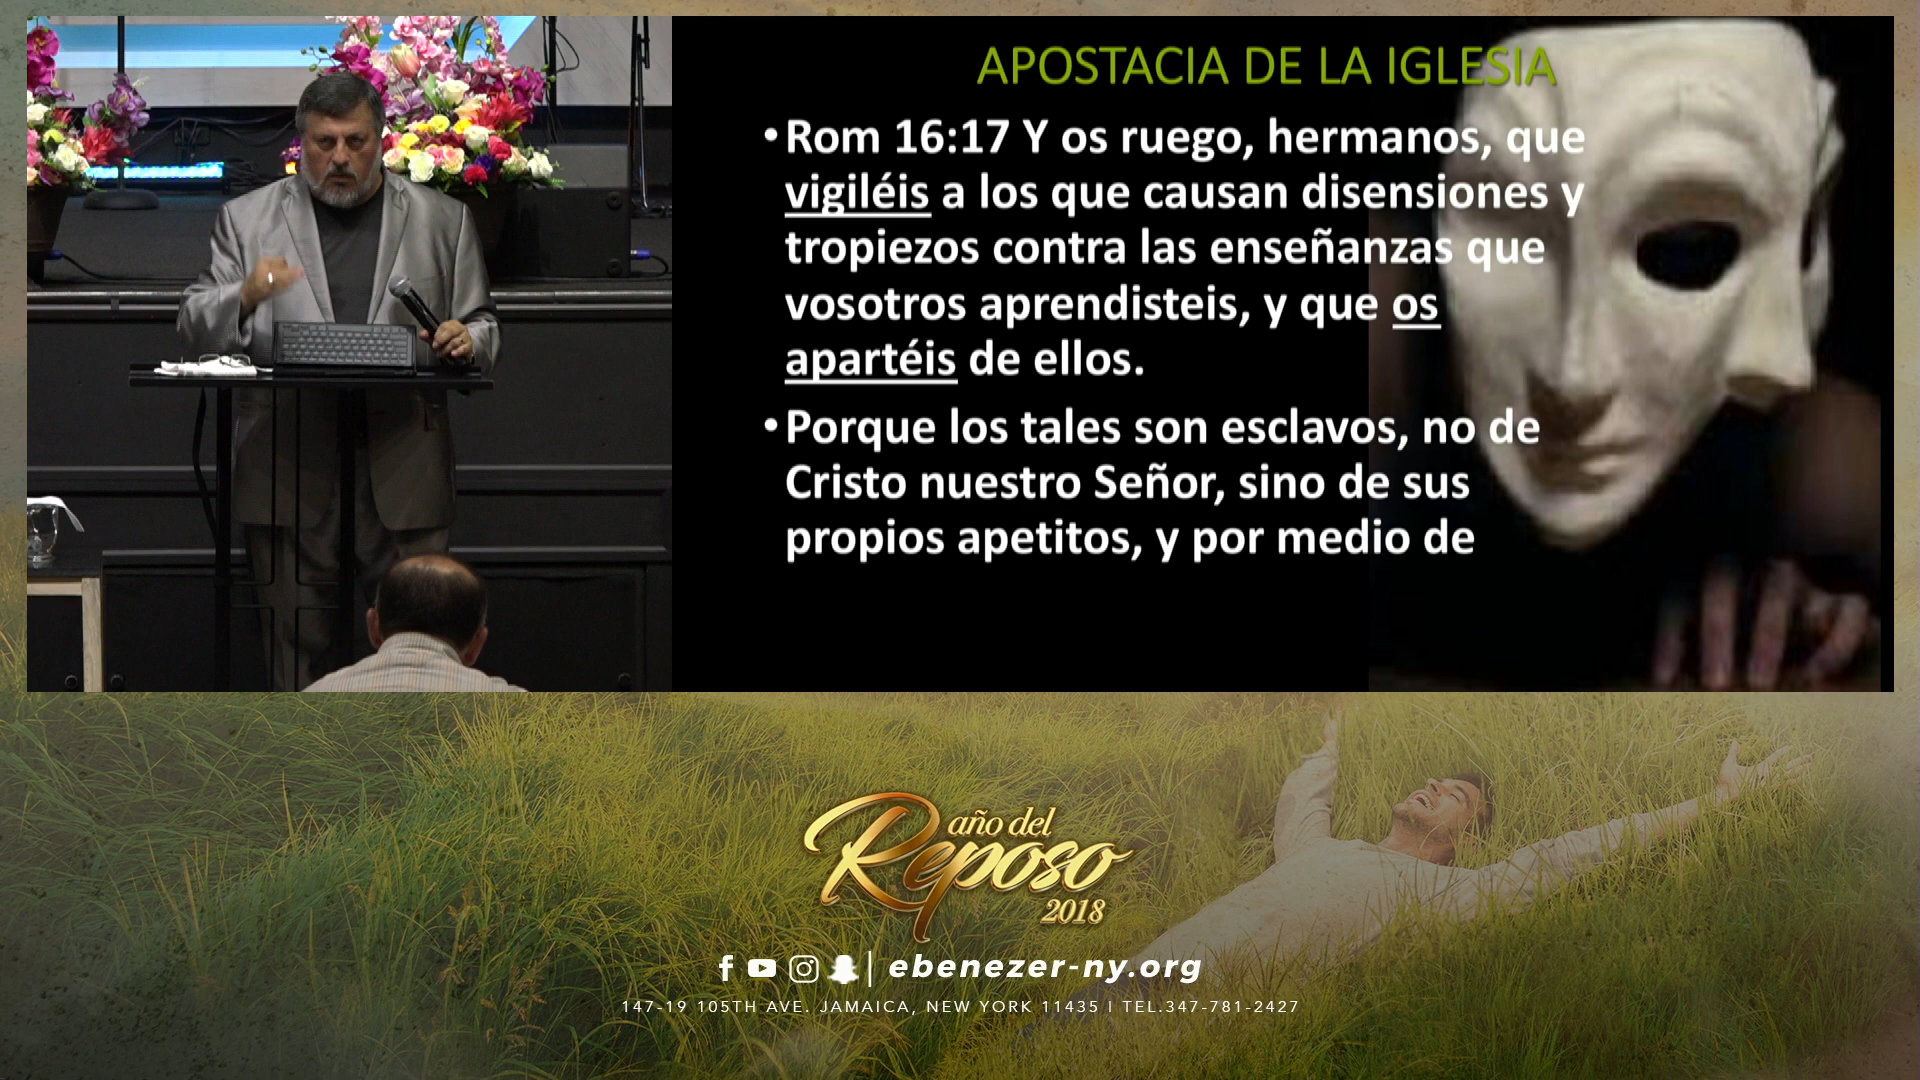 APOSTACIA DE LA IGLESIA
• Rom 16:17 Y os ruego, hermanos, que
vigiléis a los que causan disensiones y
tropiezos contra las enseñanzas que
vosotros aprendisteis, y que os
apartéis de ellos.
• Porque los tales son esclavos, no de
Cristo nuestro Señor, sino de sus
propios apetitos, y por medio de
año del
Reposo
2018
ebenezer-ny.org
147-19 105TH AVE. JAMAICA, NEW YORK 11435 | TEL.347-781-2427